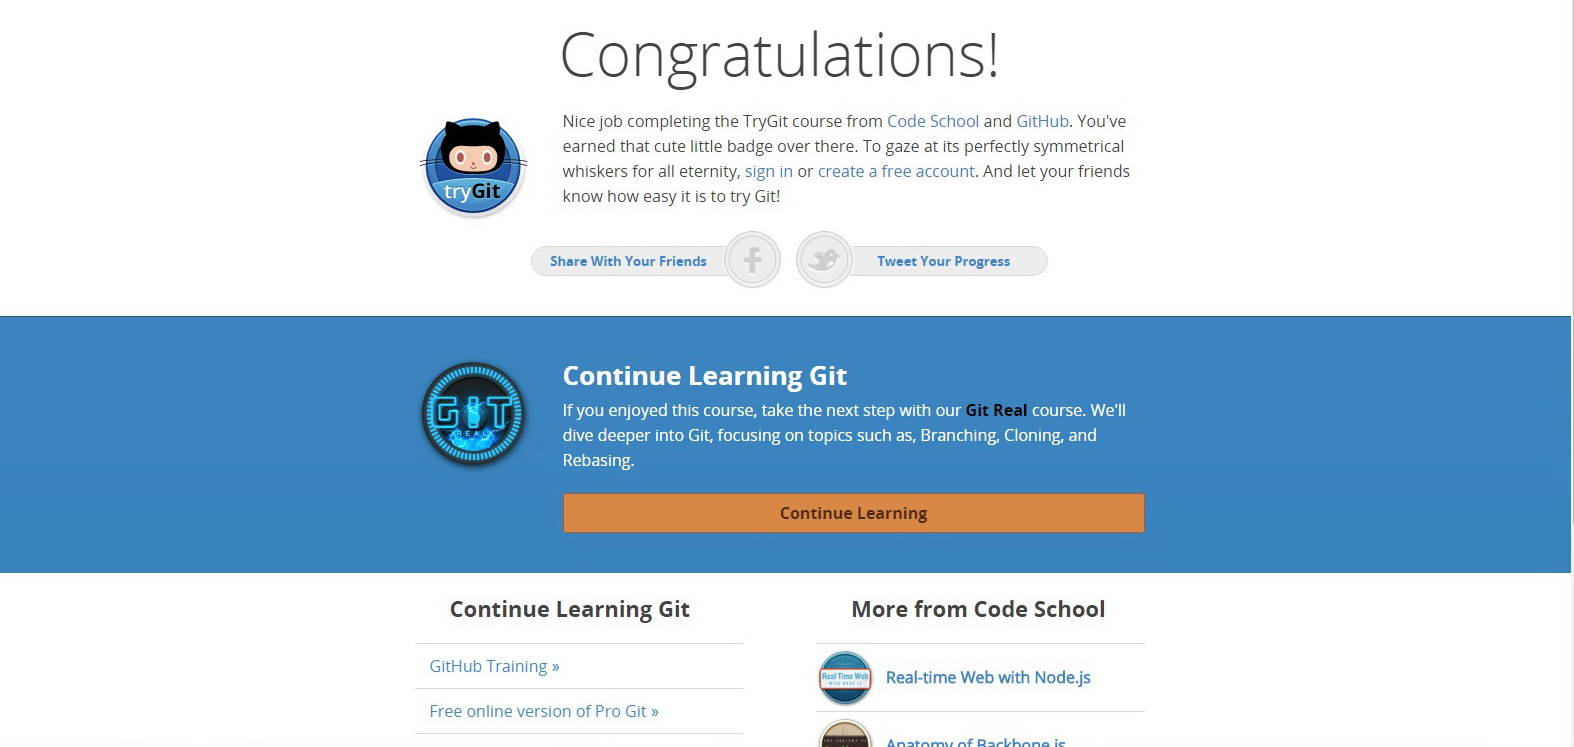 Congratulations!
Nice job completing the TryGit course from Code School and GitHub. You've
earned that cute little badge over there. To gaze at its perfectly symmetrical
whiskers for all eternity, sign in or create a free account. And let your friends
know how easy it is to try Git!
tryGit
Share With Your Friends
Tweet Your Progress
GIT
REAL
Continue Learning Git
If you enjoyed this course, take the next step with our Git Real course. We'll
dive deeper into Git, focusing on topics such as, Branching, Cloning, and
Rebasing.
Continue Learning
Continue Learning Git
GitHub Training »
Free online version of Pro Git »
More from Code School
Real Time Web
WITH NODE.JS
Real-time Web with Node.js
THE ANATOMY OF
Anatomy of Backbone.js